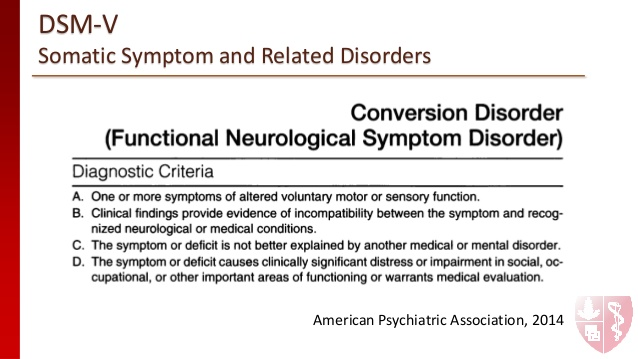 DSM-V
Somatic Symptom and Related Disorders
Conversion Disorder
(Functional Neurological Symptom Disorder)
Diagnostic Criteria
A. One or more symptoms of altered voluntary motor or sensory function.
B. Clinical findings provide evidence of incompatibility between the symptom and recog-
nized neurological or medical conditions.
C. The symptom or deficit is not better explained by another medical or mental disorder.
D. The symptom or deficit causes clinically significant distress or impairment in social, oc-
cupational, or other important areas of functioning or warrants medical evaluation.
American Psychiatric Association, 2014